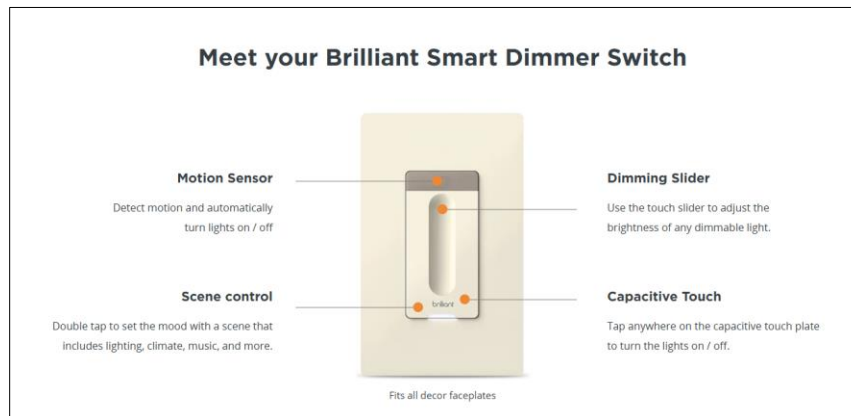 Meet your Brilliant Smart Dimmer Switch
Motion Sensor
Detect motion and automatically
turn lights on / off
Scene control
Double tap to set the mood with a scene that
includes lighting, climate, music, and more.
brilliant
Dimming Slider
Use the touch slider to adjust the
brightness of any dimmable light.
Capacitive Touch
Tap anywhere on the capacitive touch plate
to turn the lights on / off.
Fits all decor faceplates